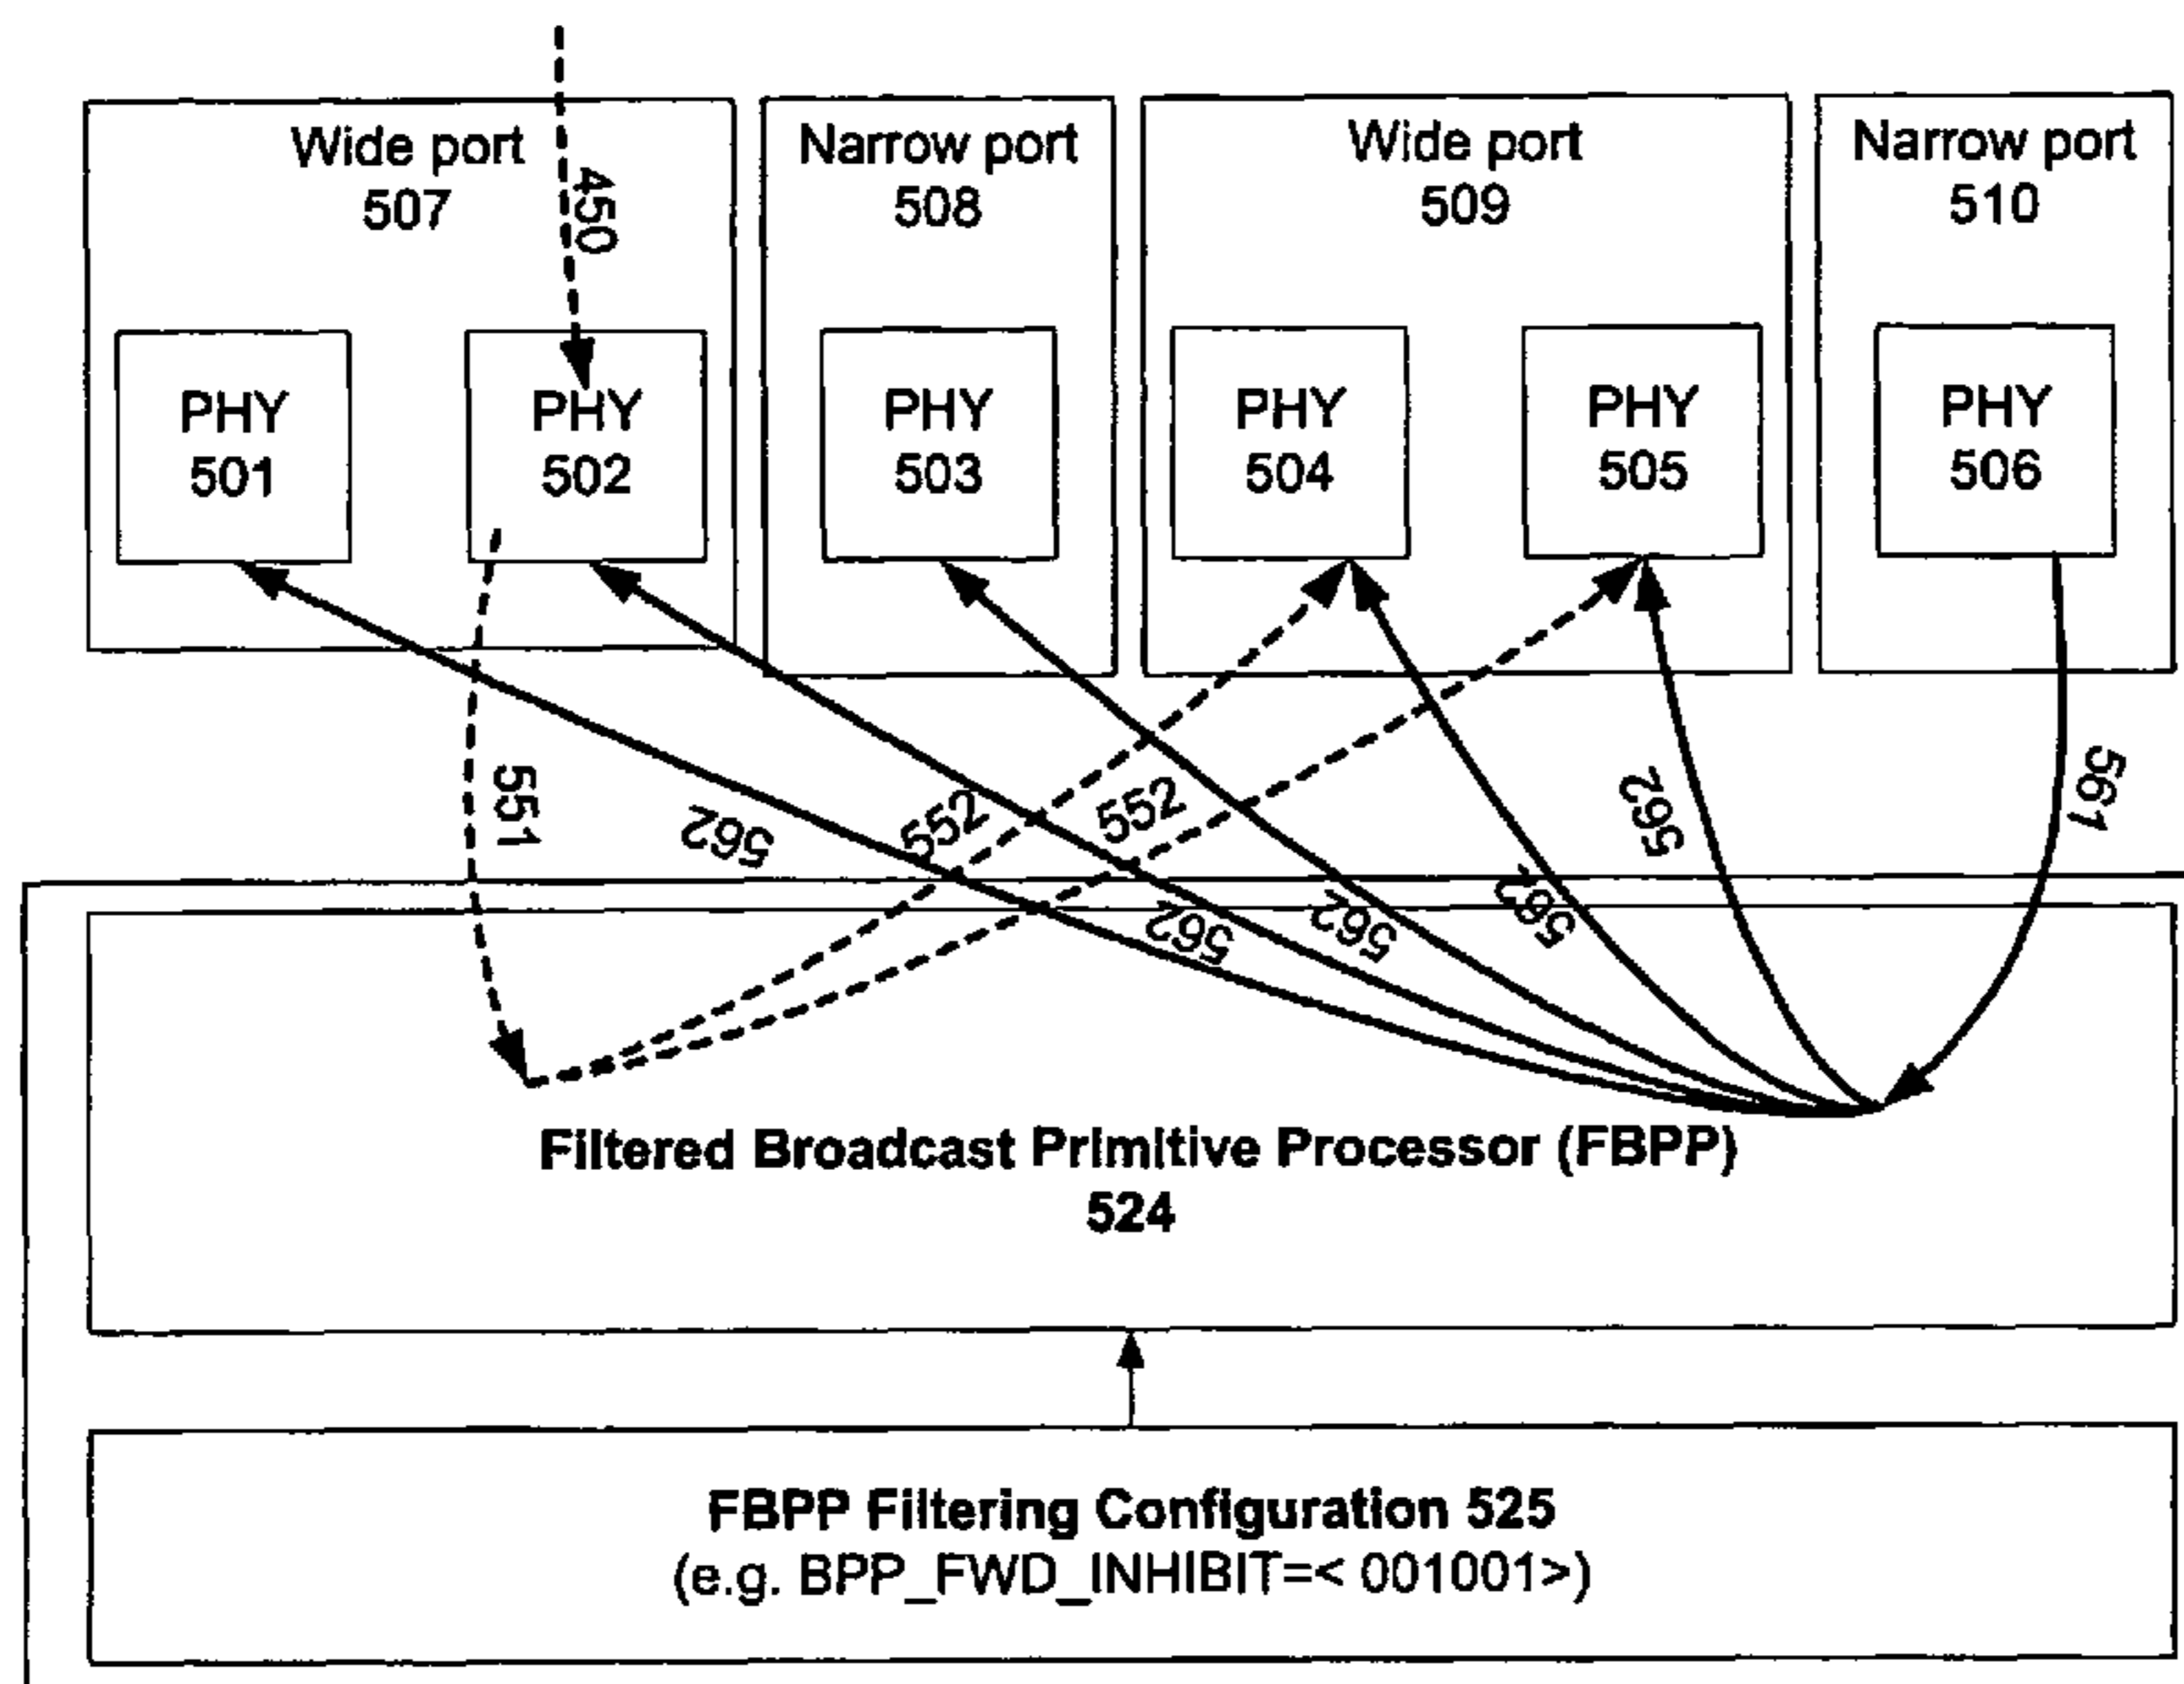 Wide port
507
Narrow port
508
Wide port
509
Narrow port
510
450
PHY
501
PHY
502
PHY
503
PHY
504
PHY
505
PHY
506
551
562
552
552
562
561
562
562
562
Filtered Broadcast Primitive Processor (FBPP)
524
FBPP Filtering Configuration 525
(e.g. BPP_FWD_INHIBIT=< 001001>)